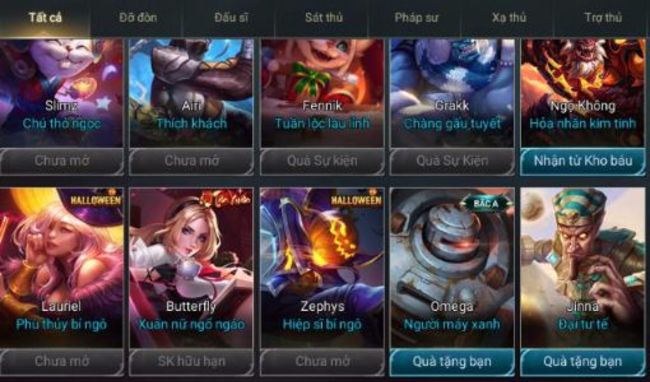 Tất cả
Đỡ đòn
Đấu sĩ
Sát thủ
Pháp sư
Xạ thủ
Trợ thủ
Slimz
Airi
Fennik
Grakk
Ngộ Không
Chú thỏ ngọc
Thích khách
Tuần lộc láu lỉnh
Chàng gấu tuyết
Hỏa nhãn kim tinh
Chưa mở
Chưa mở
Quà Sự kiện
Quà Sự Kiện
Nhận từ Kho báu
HALLOWEEN
HALLOWEEN
BẬC A
Lauriel
Butterfly
Zephys
Omega
Jinna
Phù thủy bí ngô
Xuân nữ ngổ ngáo
Hiệp sĩ bí ngô
Người máy xanh
Đại tư tế
Chưa mở
SK hữu hạn
Chưa mở
Quà tặng bạn
Quà tặng bạn